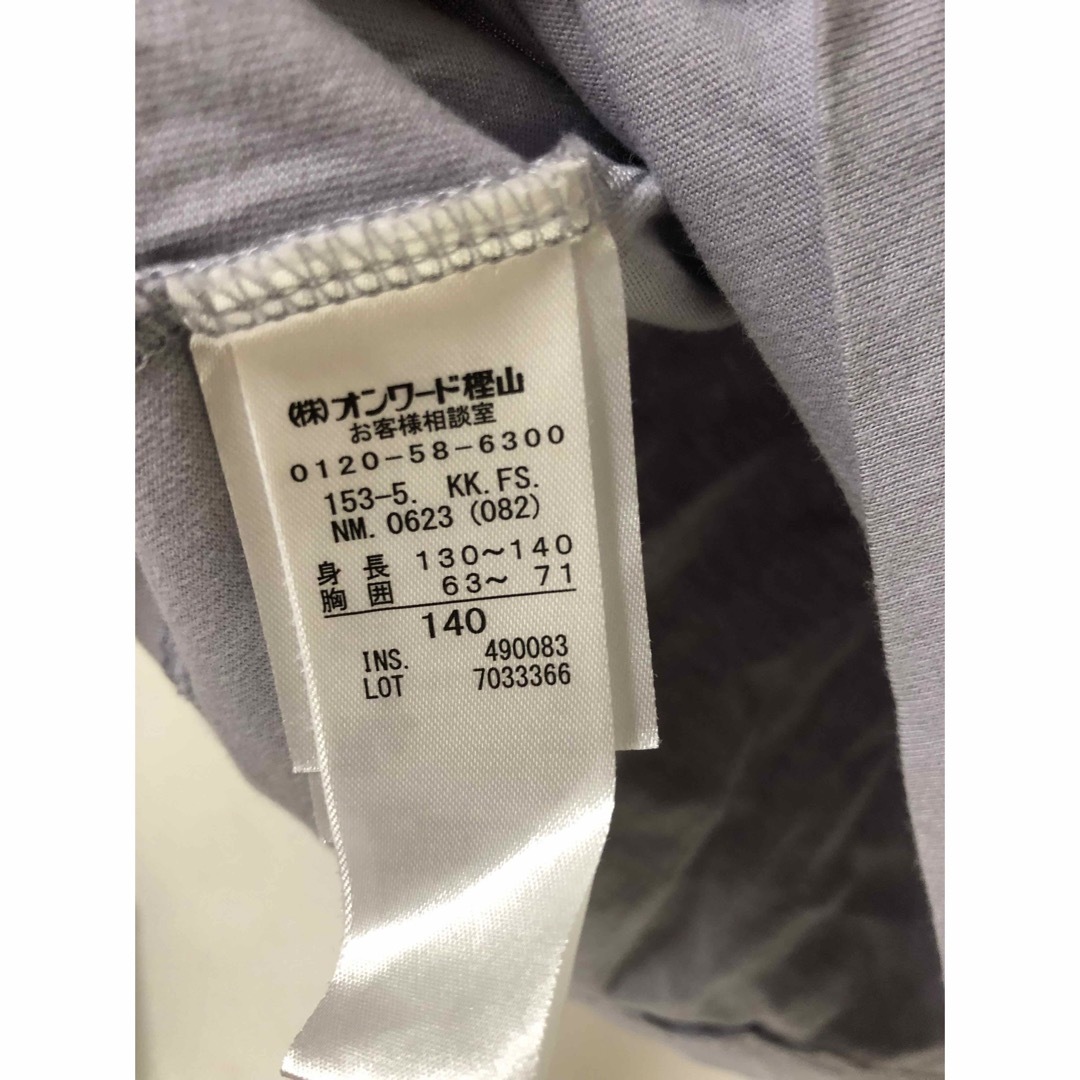 (株)オンワード樫山
お客様相談室
0120-58-6300
153-5. KK.FS.
NM. 0623 (082)
身長 130～140
胸囲 63～ 71
140
INS. 490083
LOT 7033366